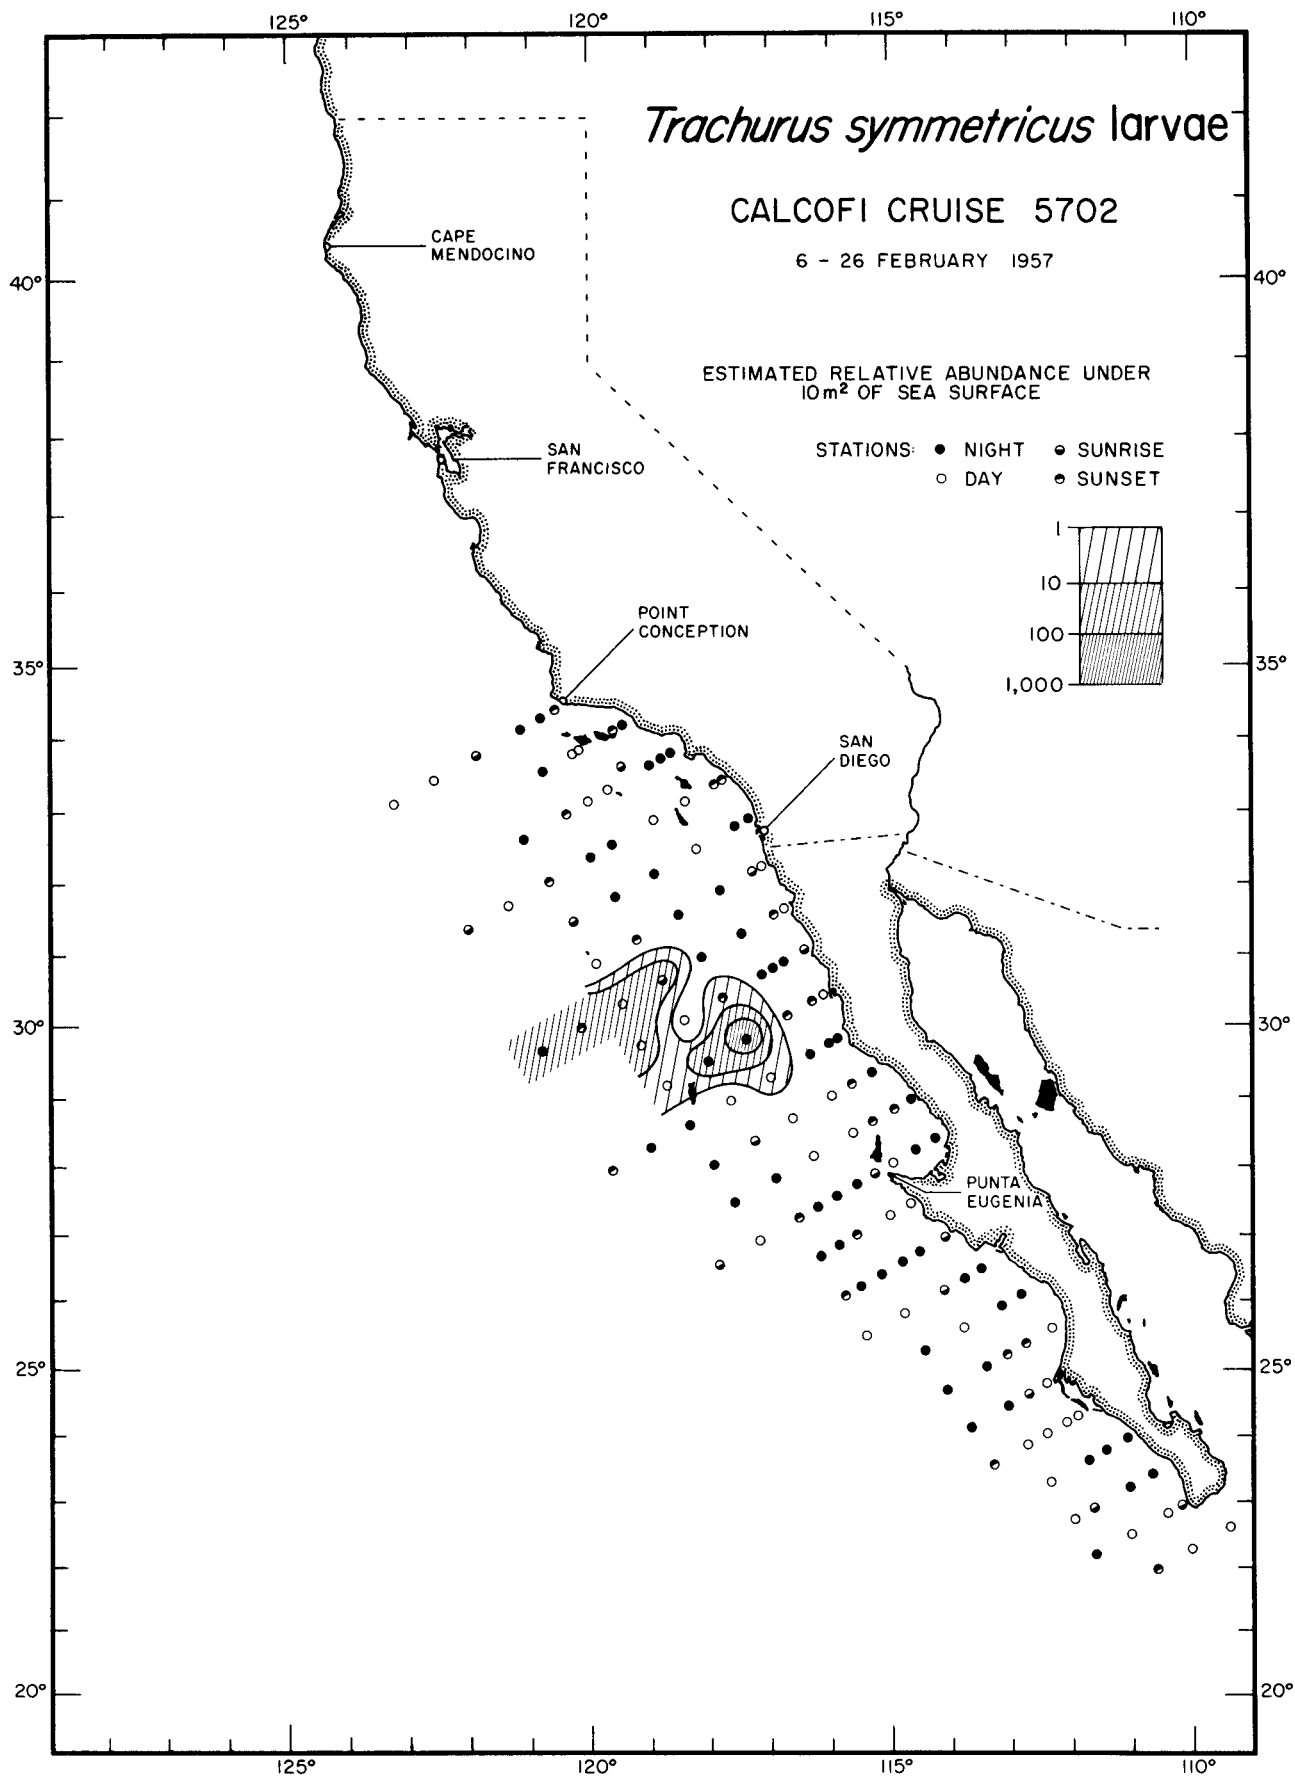 125° 120° 115° 110°
Trachurus symmetricus larvae
CALCOFI CRUISE 5702
6 – 26 FEBRUARY 1957
CAPE
MENDOCINO
40° 40°
ESTIMATED RELATIVE ABUNDANCE UNDER
10m² OF SEA SURFACE
STATIONS: NIGHT SUNRISE
DAY SUNSET
SAN
FRANCISCO
1
10
100
1,000
POINT
CONCEPTION
35° 35°
SAN
DIEGO
30° 30°
PUNTA
EUGENIA
25° 25°
20° 20°
125° 120° 115° 110°